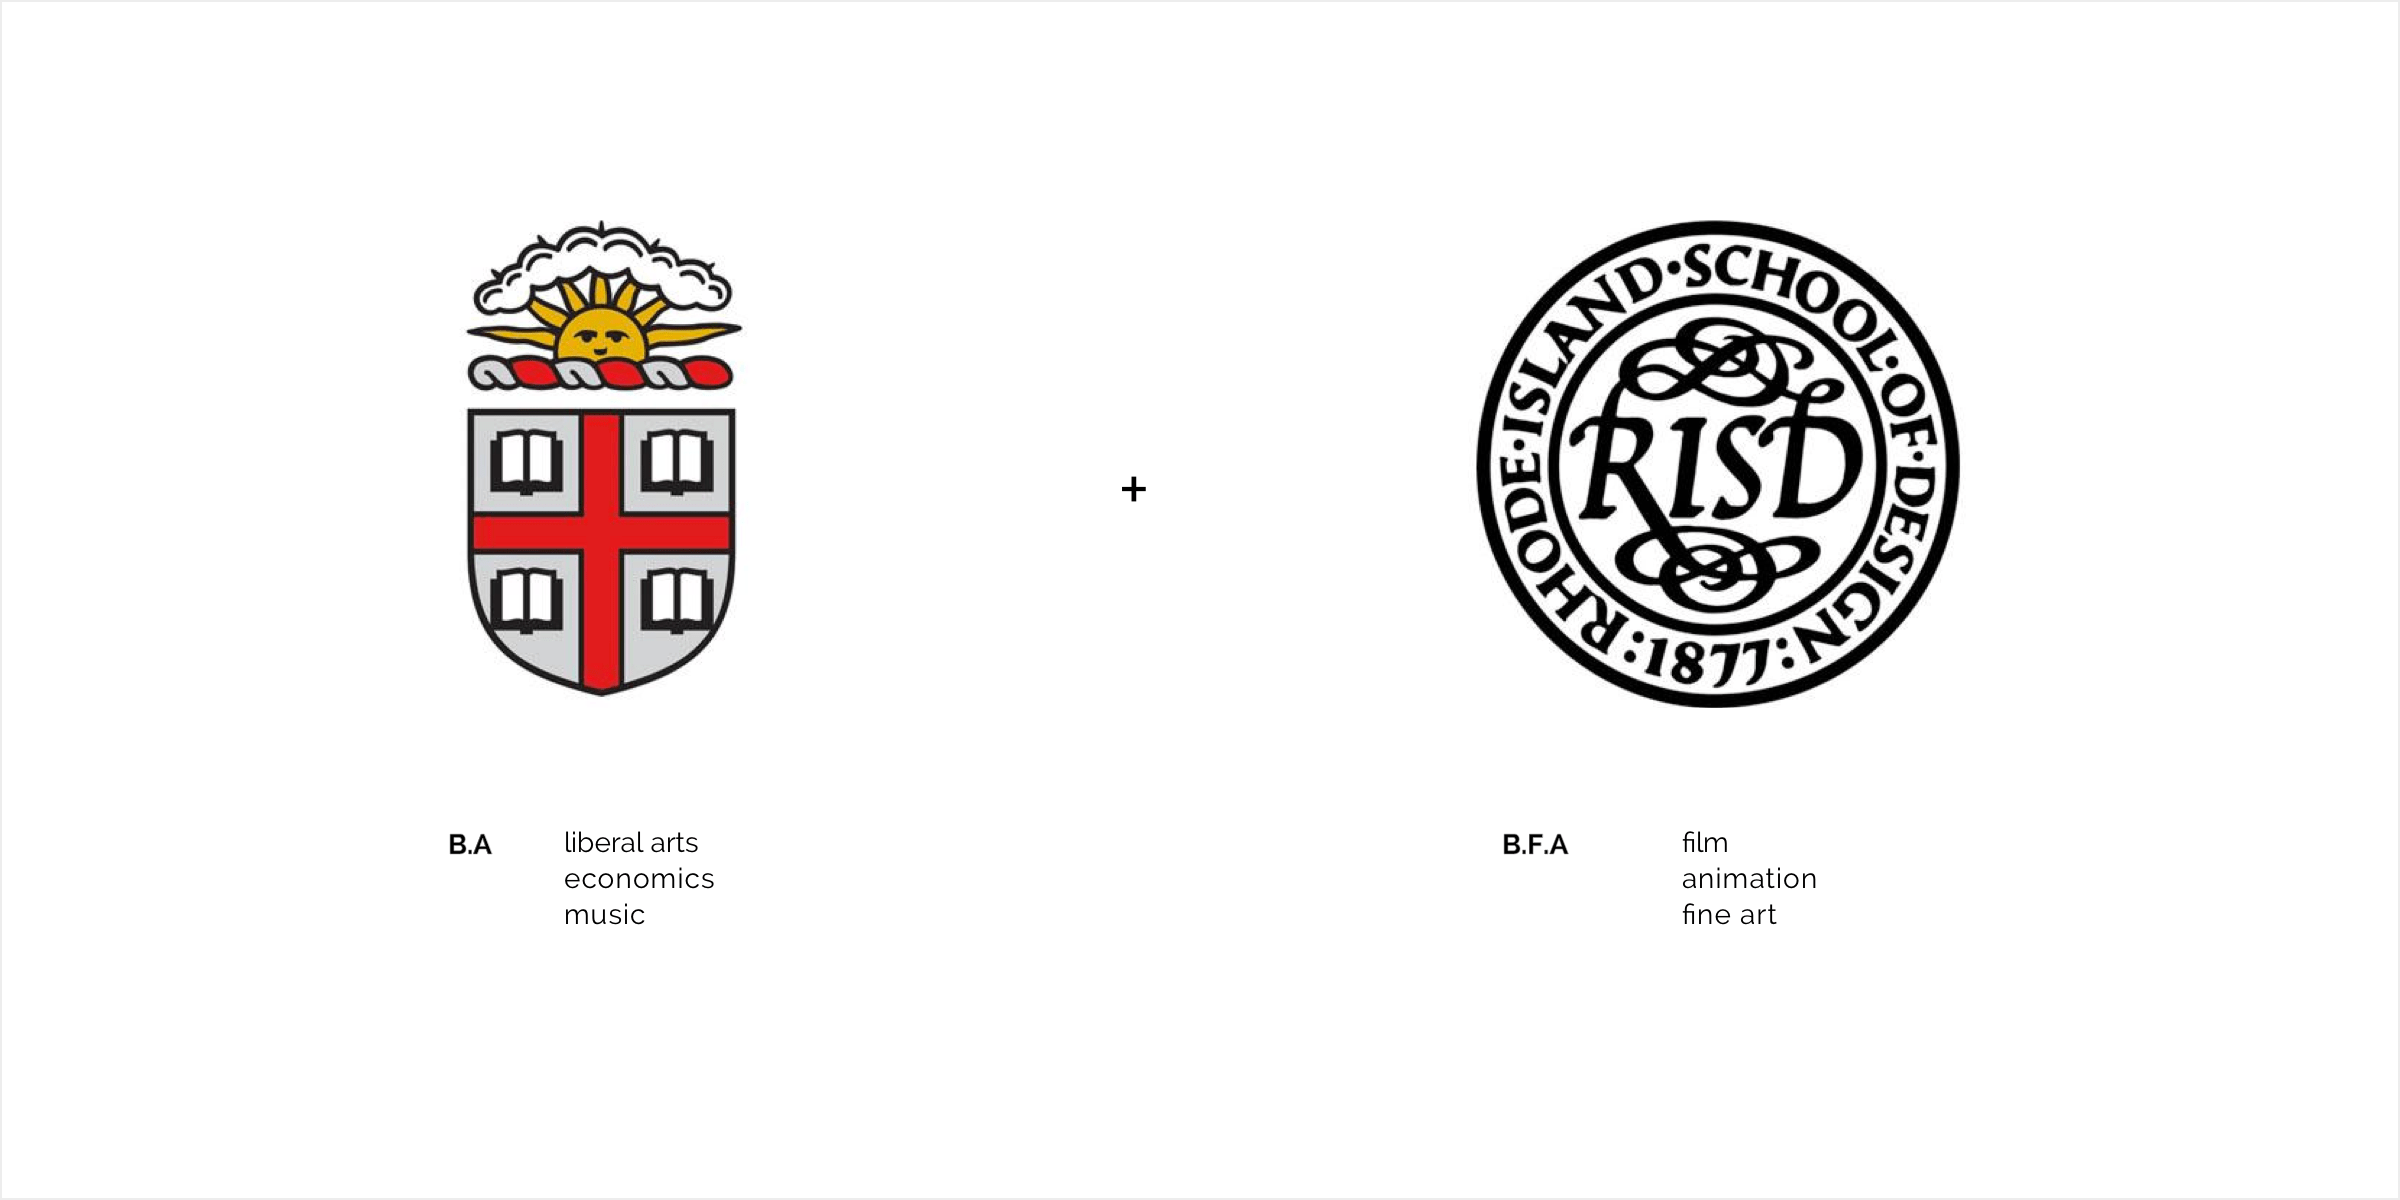 RHODE·ISLAND·SCHOOL·OF·DESIGN:1877:
RISD
+
B.A
liberal arts
economics
music
B.F.A
film
animation
fine art